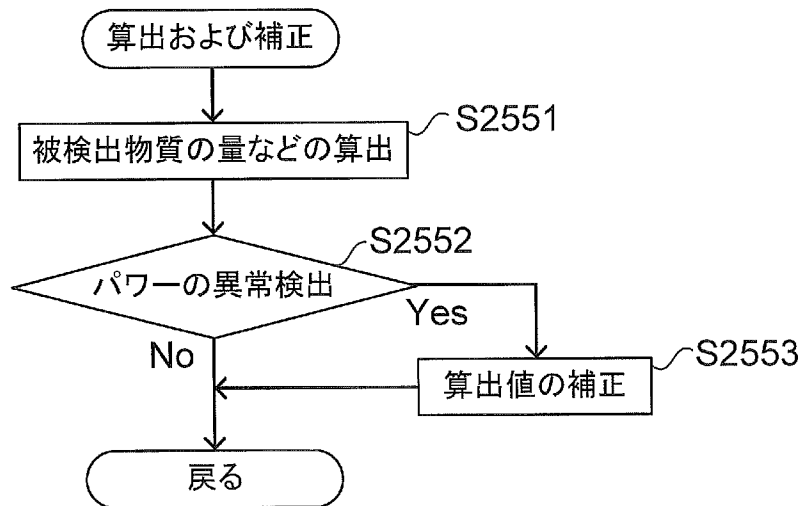 算出および補正
S2551
被検出物質の量などの算出
S2552
パワーの異常検出
Yes
No
S2553
算出値の補正
戻る